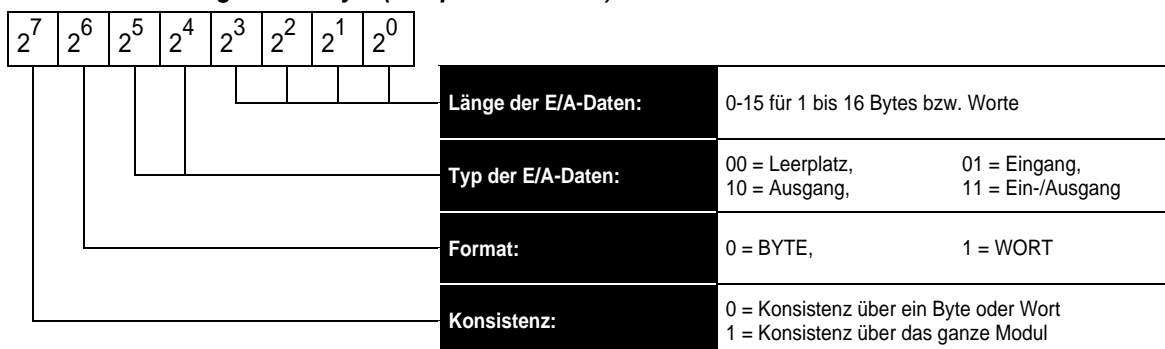 2^7 2^6 2^5 2^4 2^3 2^2 2^1 2^0
Länge der E/A-Daten: 0-15 für 1 bis 16 Bytes bzw. Worte
Typ der E/A-Daten: 00 = Leerplatz, 01 = Eingang,
10 = Ausgang, 11 = Ein-/Ausgang
Format: 0 = BYTE, 1 = WORT
Konsistenz: 0 = Konsistenz über ein Byte oder Wort
1 = Konsistenz über das ganze Modul